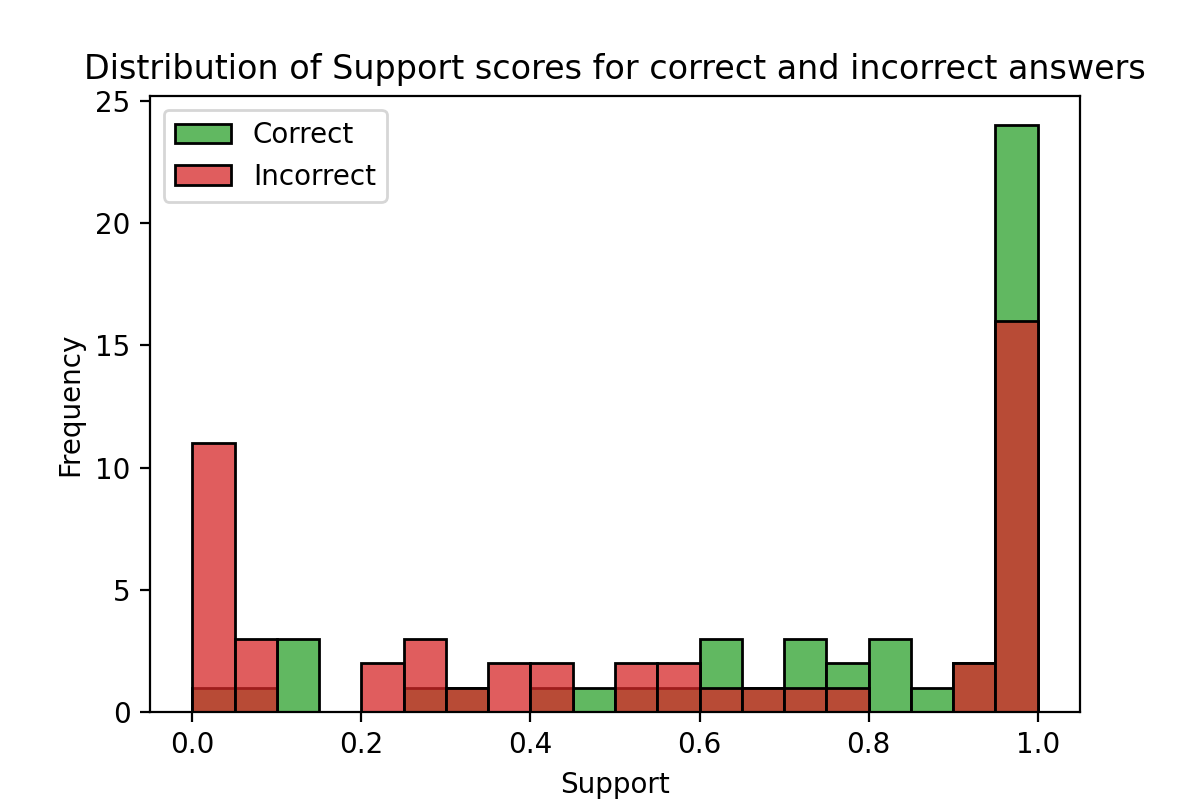 Distribution of Support scores for correct and incorrect answers
Correct
Incorrect
Frequency
25
20
15
10
5
0
0.0 0.2 0.4 0.6 0.8 1.0
Support